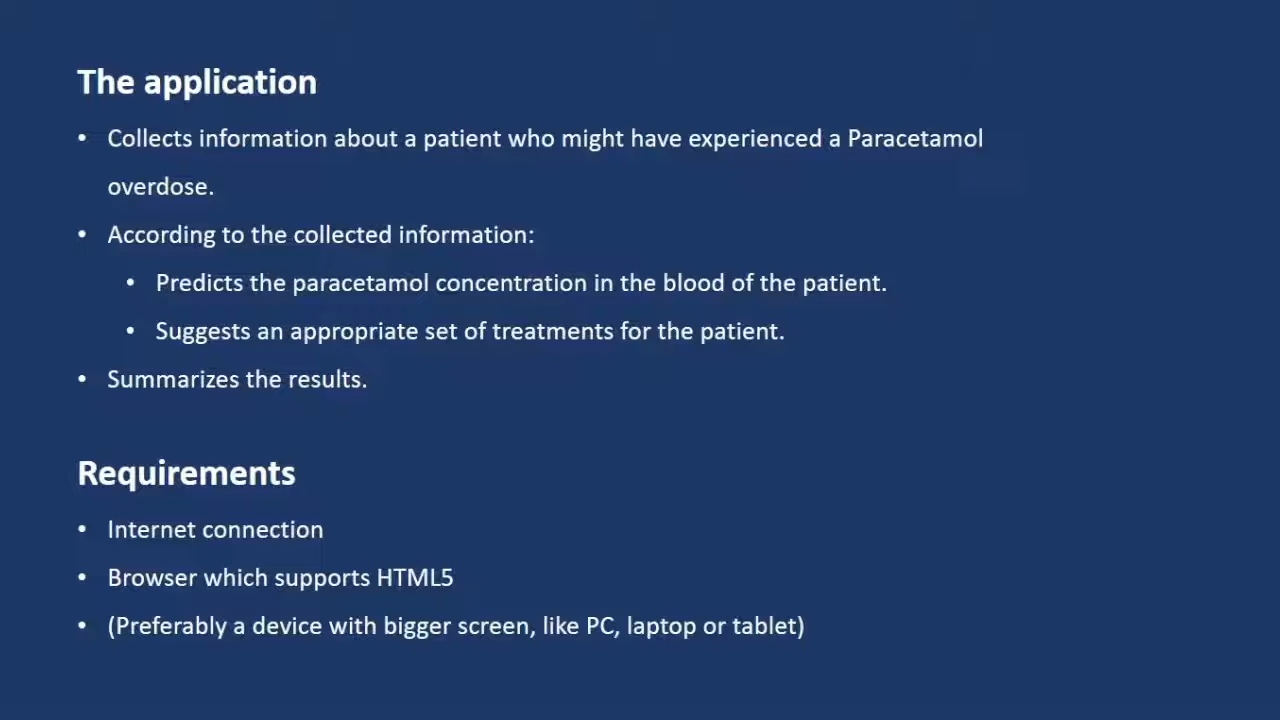 The application
• Collects information about a patient who might have experienced a Paracetamol
overdose.
• According to the collected information:
• Predicts the paracetamol concentration in the blood of the patient.
• Suggests an appropriate set of treatments for the patient.
• Summarizes the results.
Requirements
• Internet connection
• Browser which supports HTML5
• (Preferably a device with bigger screen, like PC, laptop or tablet)